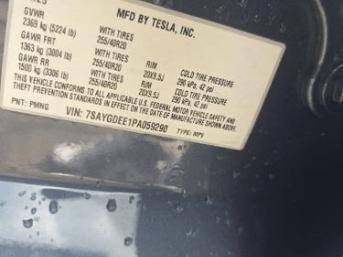 MFD BY TESLA, INC.
GVWR
2369 kg (5224 lb) WITH TIRES RIM COLD TIRE PRESSURE
GAWR FRT 255/40R20 20X9.5J 290 kPa, 42 psi
1363 kg (3004 lb) WITH TIRES RIM COLD TIRE PRESSURE
GAWR RR 255/40R20 20X9.5J 290 kPa, 42 psi
1500 kg (3306 lb)
THIS VEHICLE CONFORMS TO ALL APPLICABLE FEDERAL MOTOR VEHICLE SAFETY AND
THEFT PREVENTION STANDARDS IN EFFECT ON THE DATE OF MANUFACTURE
PNT: PMNG VIN: 7SAYGDEE1PA059290 TYPE: MPV